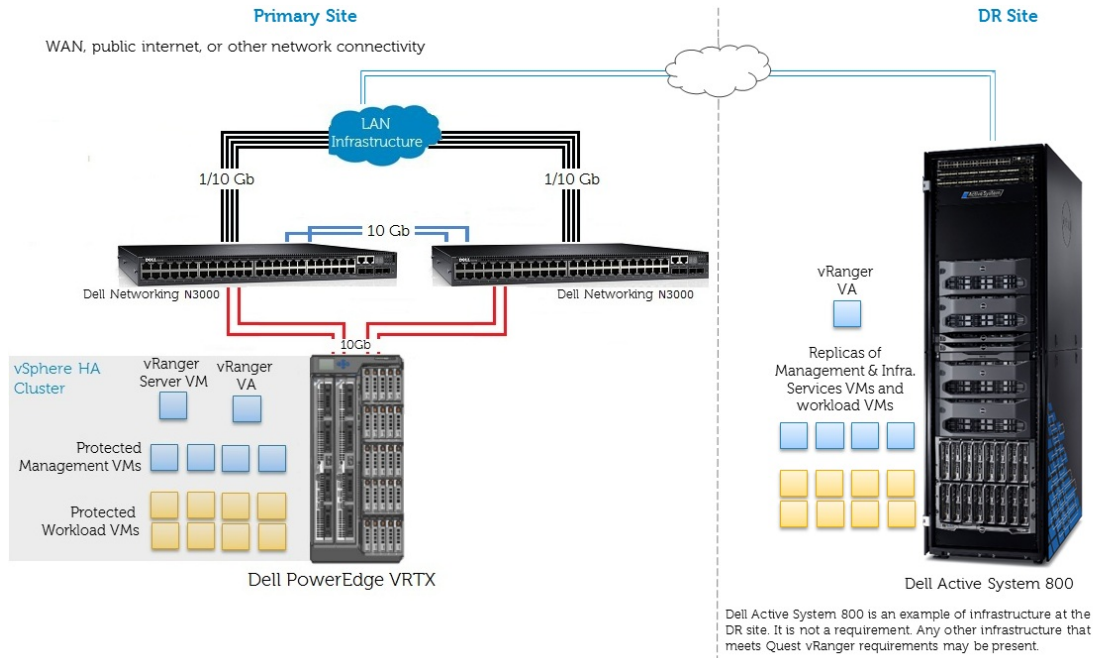 Primary Site
DR Site
WAN, public internet, or other network connectivity
LAN
Infrastructure
1/10 Gb
1/10 Gb
10 Gb
DELL
DELL
Dell Networking N3000
Dell Networking N3000
10Gb
vSphere HA
Cluster
vRanger
Server VM
vRanger
VA
Protected
Management VMs
Protected
Workload VMs
Dell PowerEdge VRTX
ActiveSystem
vRanger
VA
Replicas of
Management & Infra.
Services VMs and
workload VMs
Dell Active System 800
Dell Active System 800 is an example of infrastructure at the
DR site. It is not a requirement. Any other infrastructure that
meets Quest vRanger requirements may be present.